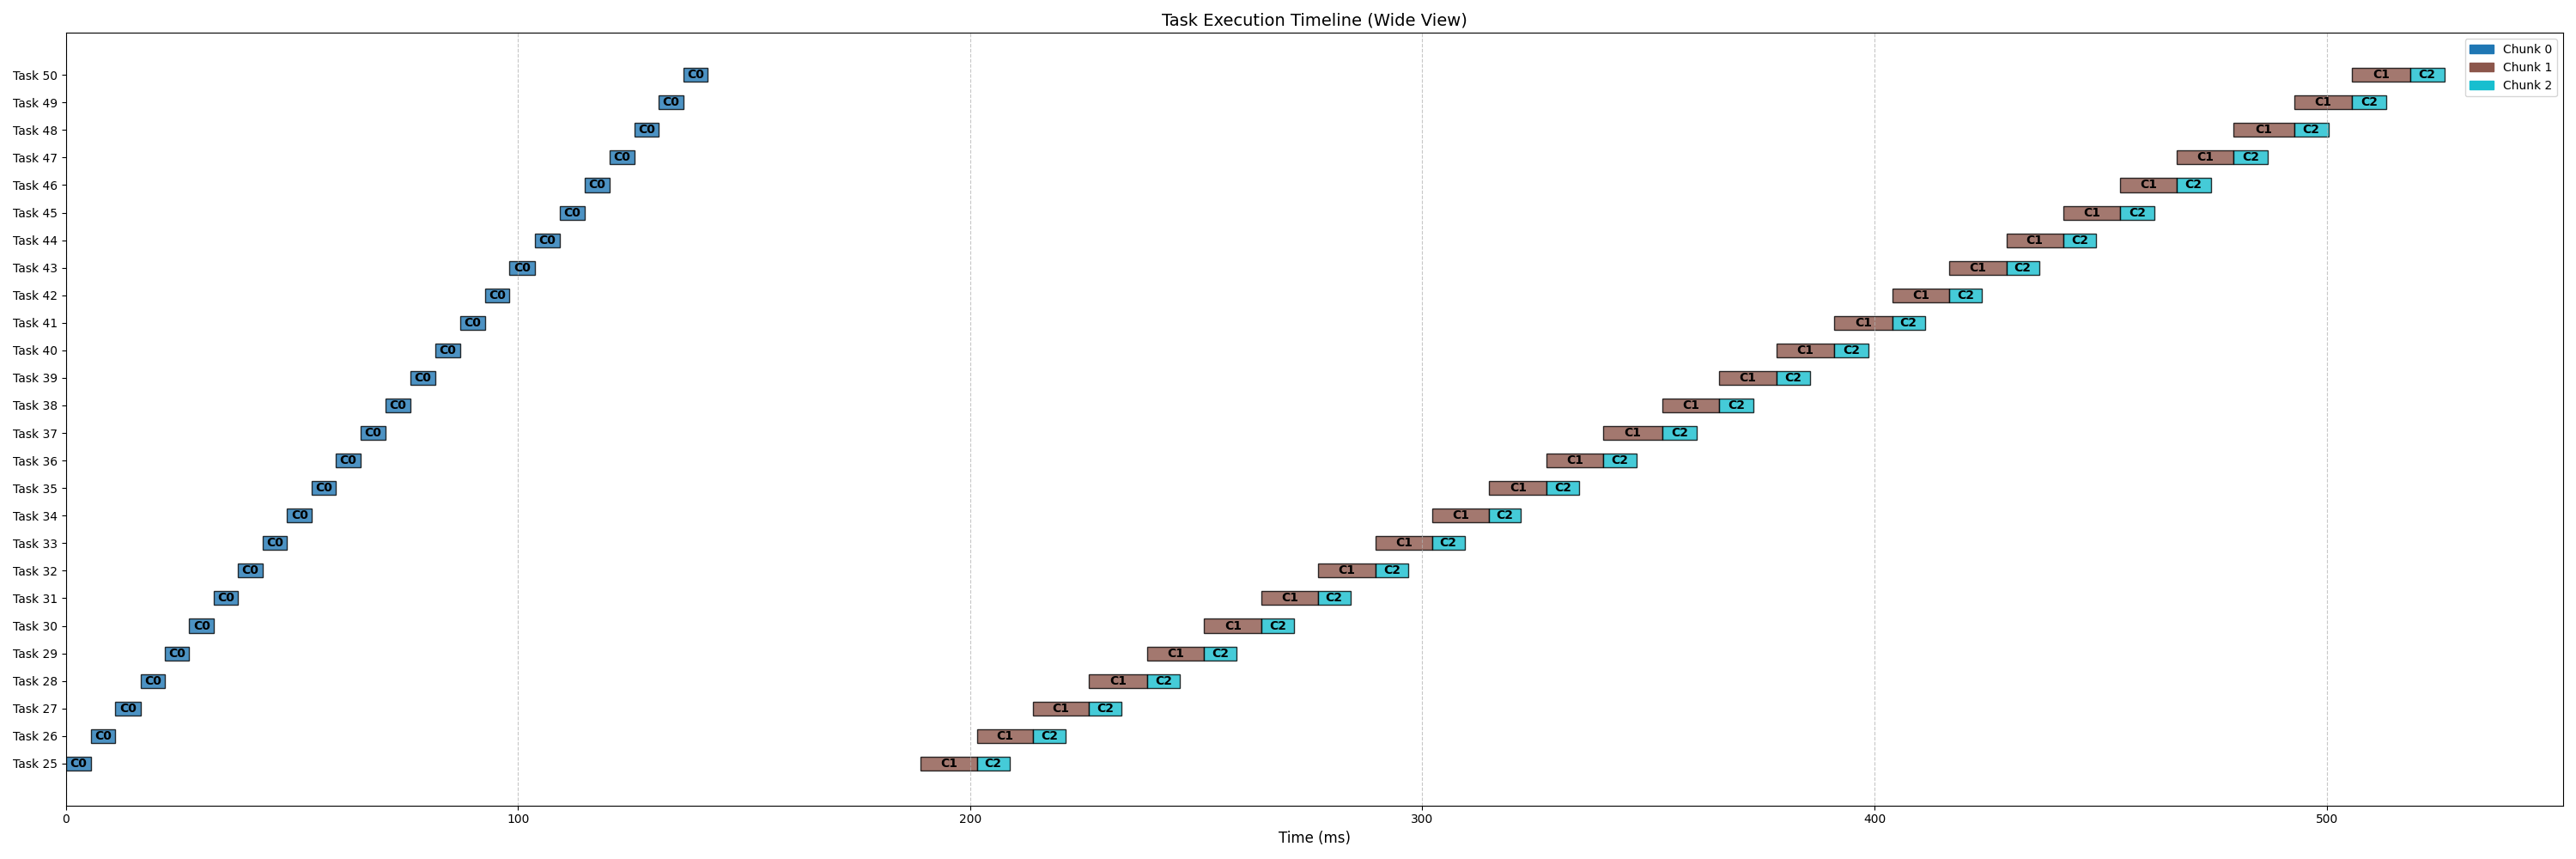 Task Execution Timeline (Wide View)
Chunk 0
Chunk 1
Chunk 2
Task 50 C0 C1 C2
Task 49 C0 C1 C2
Task 48 C0 C1 C2
Task 47 C0 C1 C2
Task 46 C0 C1 C2
Task 45 C0 C1 C2
Task 44 C0 C1 C2
Task 43 C0 C1 C2
Task 42 C0 C1 C2
Task 41 C0 C1 C2
Task 40 C0 C1 C2
Task 39 C0 C1 C2
Task 38 C0 C1 C2
Task 37 C0 C1 C2
Task 36 C0 C1 C2
Task 35 C0 C1 C2
Task 34 C0 C1 C2
Task 33 C0 C1 C2
Task 32 C0 C1 C2
Task 31 C0 C1 C2
Task 30 C0 C1 C2
Task 29 C0 C1 C2
Task 28 C0 C1 C2
Task 27 C0 C1 C2
Task 26 C0 C1 C2
Task 25 C0 C1 C2
0 100 200 300 400 500
Time (ms)